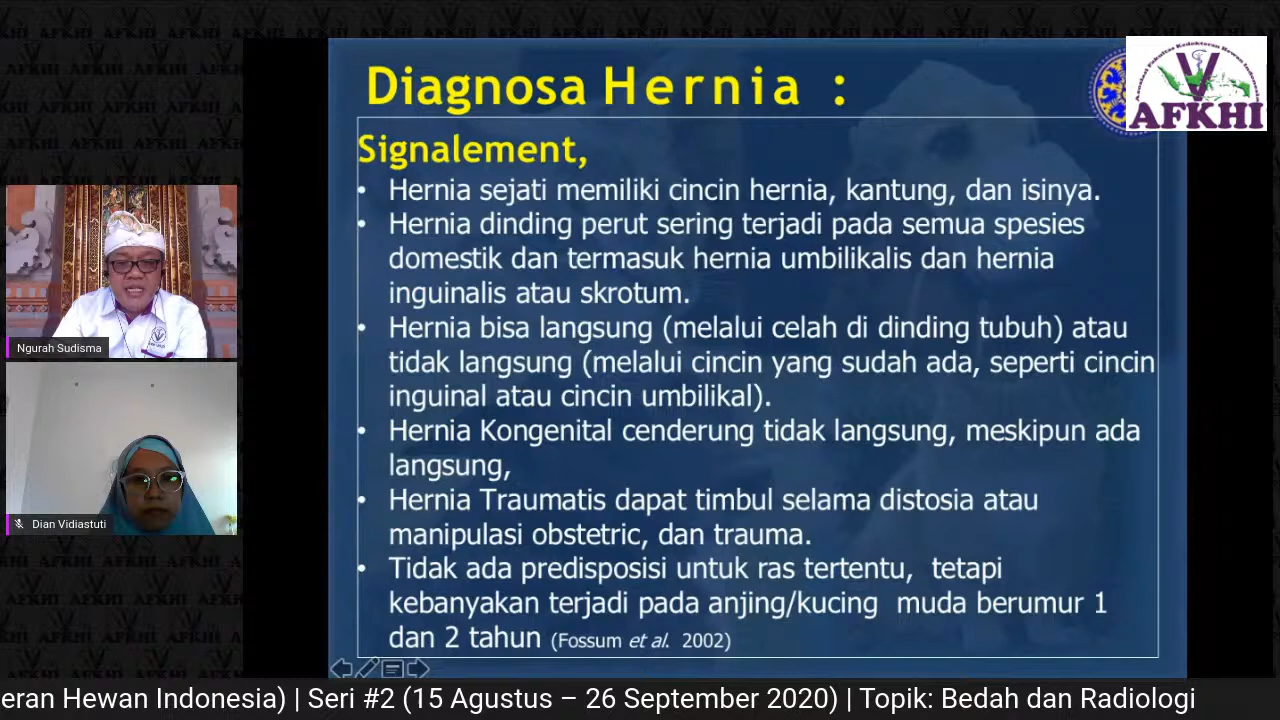 Diagnosa Hernia :
AFKHI
Signalement,
• Hernia sejati memiliki cincin hernia, kantung, dan isinya.
• Hernia dinding perut sering terjadi pada semua spesies
domestik dan termasuk hernia umbilikalis dan hernia
inguinalis atau skrotum.
• Hernia bisa langsung (melalui celah di dinding tubuh) atau
tidak langsung (melalui cincin yang sudah ada, seperti cincin
inguinal atau cincin umbilikal).
• Hernia Kongenital cenderung tidak langsung, meskipun ada
langsung,
• Hernia Traumatis dapat timbul selama distosia atau
manipulasi obstetric, dan trauma.
• Tidak ada predisposisi untuk ras tertentu, tetapi
kebanyakan terjadi pada anjing/kucing muda berumur 1
dan 2 tahun (Fossum et al. 2002)
Ngurah Sudisma
Dian Vidiastuti
eran Hewan Indonesia) | Seri #2 (15 Agustus – 26 September 2020) | Topik: Bedah dan Radiologi